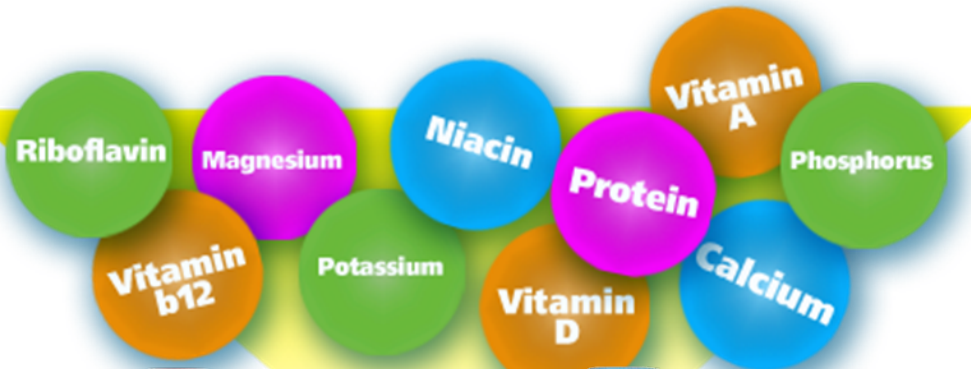 Riboflavin
Magnesium
Niacin
Protein
Vitamin
A
Phosphorus
Vitamin
b12
Potassium
Vitamin
D
Calcium